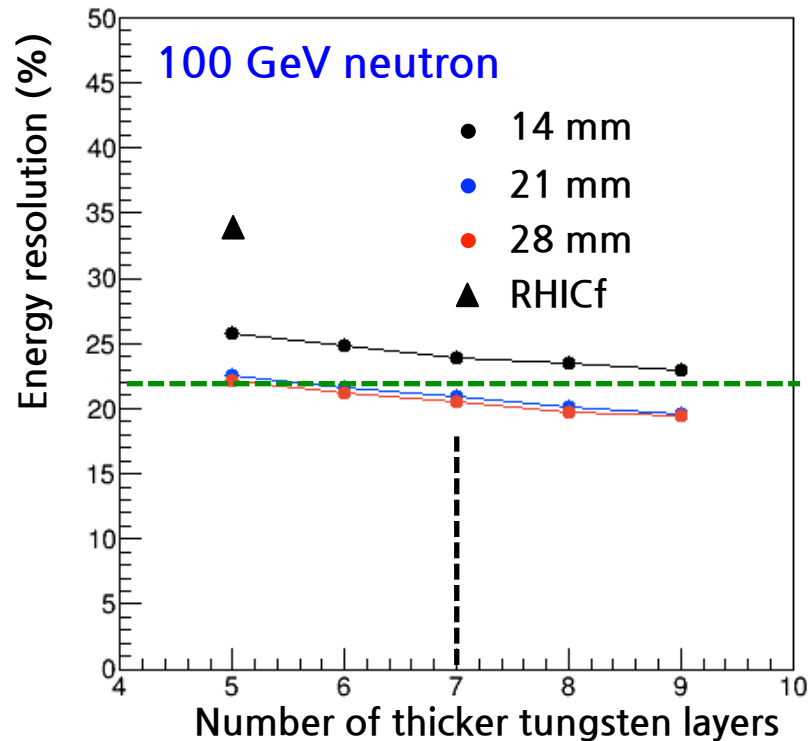 100 GeV neutron
14 mm
21 mm
28 mm
RHICf
Energy resolution (%)
50
45
40
35
30
25
20
15
10
5
0
4 5 6 7 8 9 10
Number of thicker tungsten layers